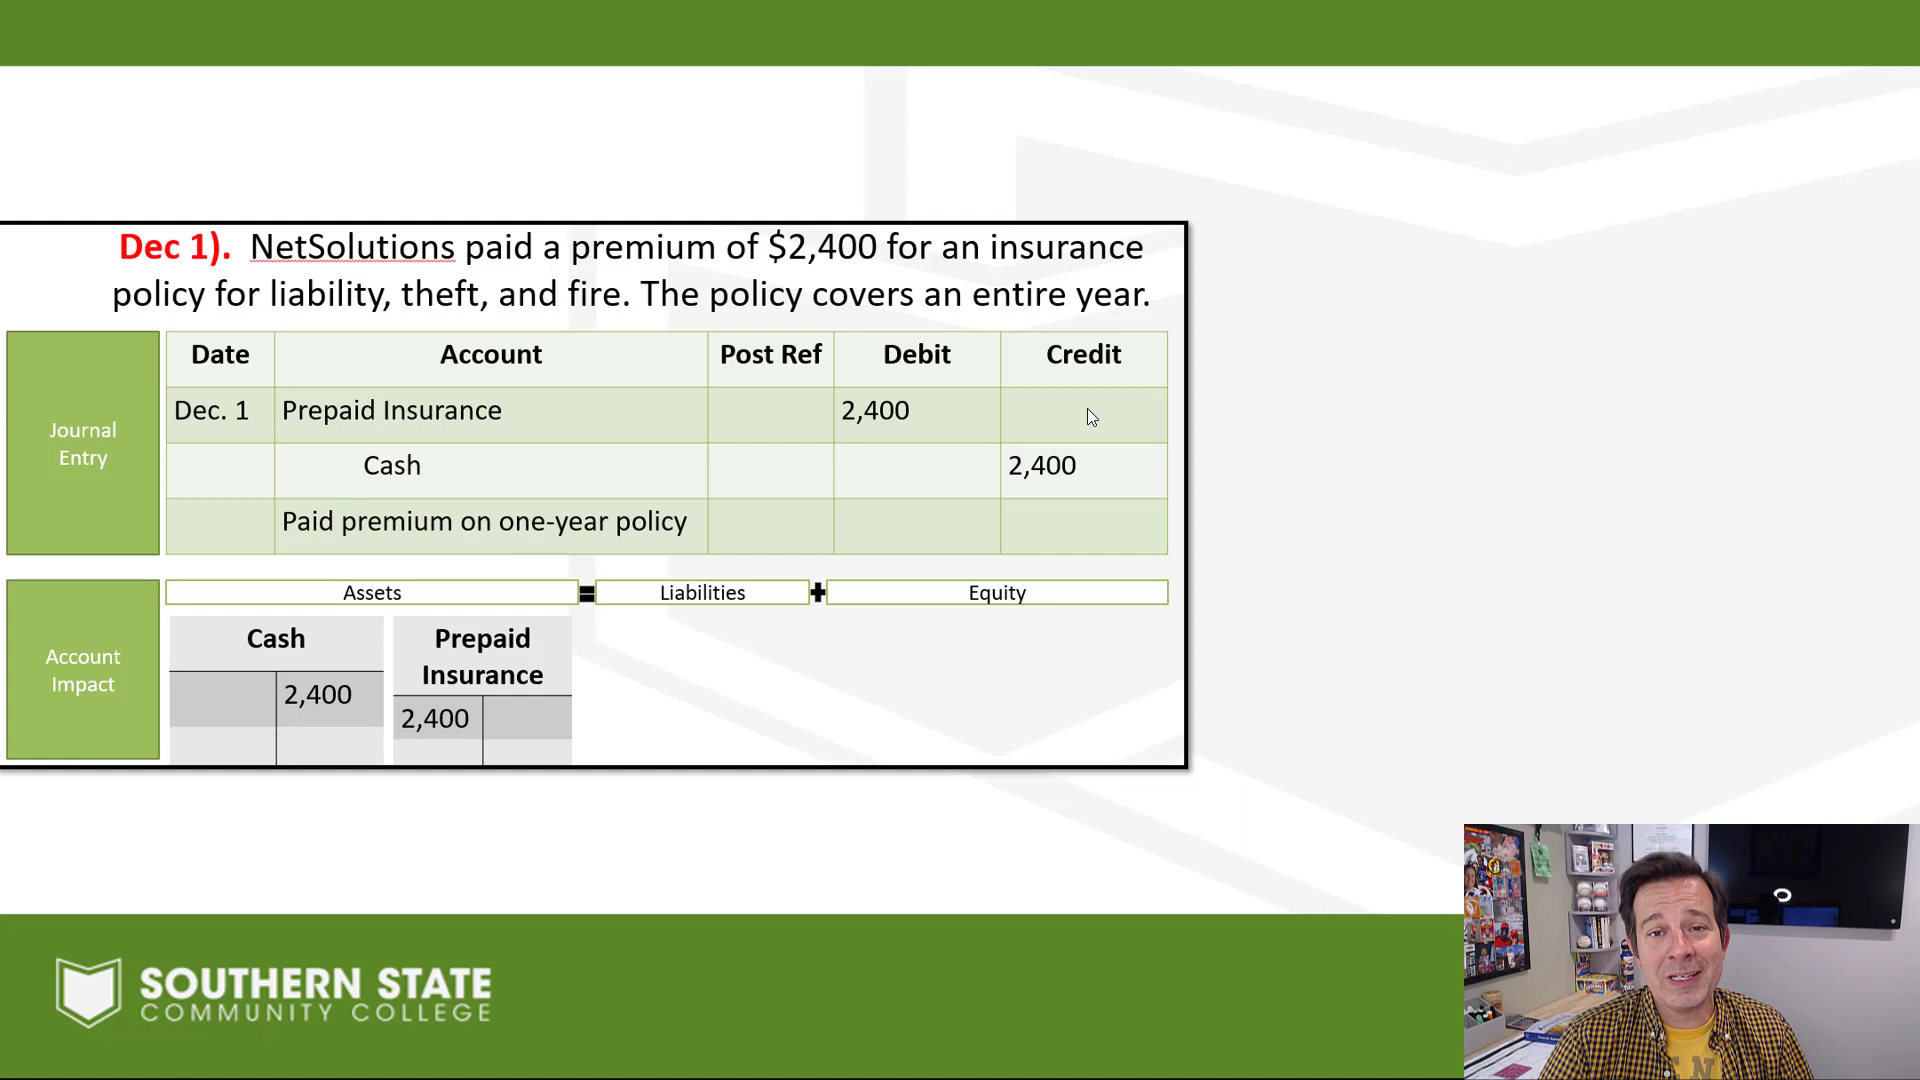 Dec 1). NetSolutions paid a premium of $2,400 for an insurance
policy for liability, theft, and fire. The policy covers an entire year.
Journal
Entry
Date Account Post Ref Debit Credit
Dec. 1 Prepaid Insurance 2,400
Cash 2,400
Paid premium on one-year policy
Account
Impact
Assets = Liabilities + Equity
Cash
2,400
Prepaid
Insurance
2,400
SOUTHERN STATE
COMMUNITY COLLEGE